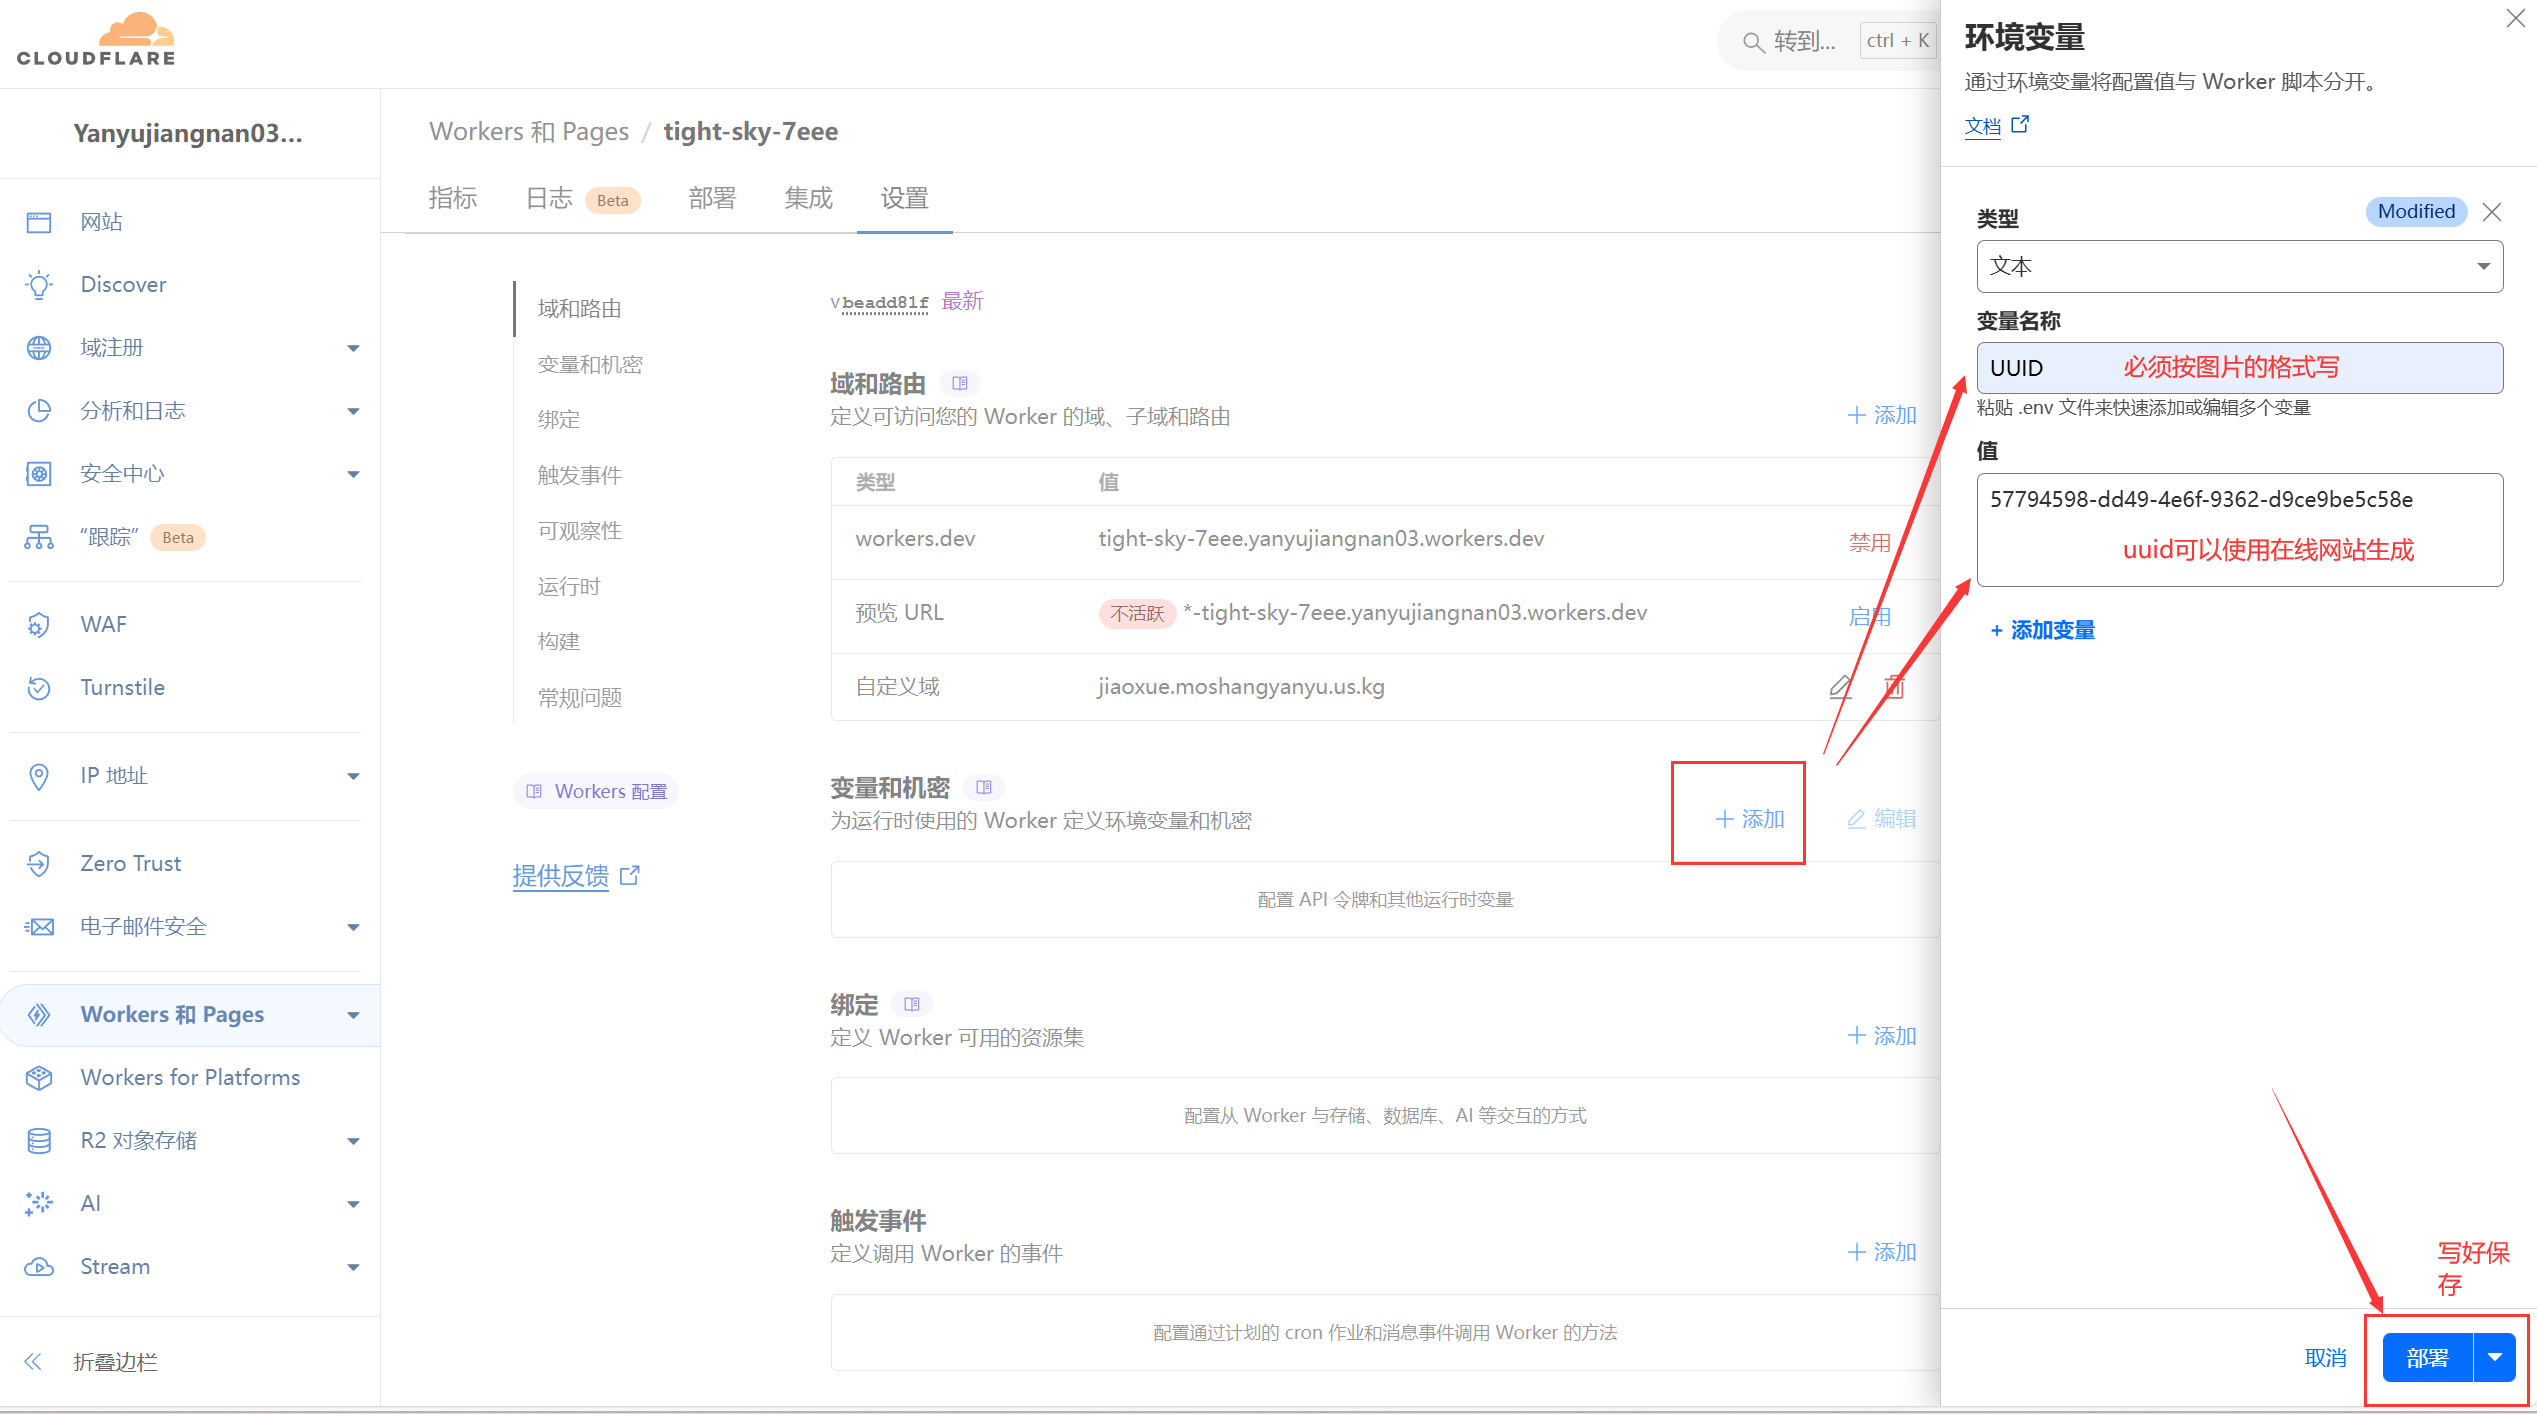 CLOUDFLARE
转到... ctrl + K
Yanyujiangnan03...
网站
Discover
域注册
分析和日志
安全中心
“跟踪” Beta
WAF
Turnstile
IP 地址
Zero Trust
电子邮件安全
Workers 和 Pages
Workers for Platforms
R2 对象存储
AI
Stream
折叠边栏
Workers 和 Pages / tight-sky-7eee
指标 日志 Beta 部署 集成 设置
域和路由
变量和机密
绑定
触发事件
可观察性
运行时
构建
常规问题
Workers 配置
提供反馈
vbeadd81f 最新
域和路由
定义可访问您的 Worker 的域、子域和路由
+ 添加
类型 值
workers.dev tight-sky-7eee.yanyujiangnan03.workers.dev 禁用
预览 URL 不活跃 *-tight-sky-7eee.yanyujiangnan03.workers.dev 启用
自定义域 jiaoxue.moshangyanyu.us.kg
变量和机密
为运行时使用的 Worker 定义环境变量和机密
+ 添加 编辑
配置 API 令牌和其他运行时变量
绑定
定义 Worker 可用的资源集
+ 添加
配置从 Worker 与存储、数据库、AI 等交互的方式
触发事件
定义调用 Worker 的事件
+ 添加
配置通过计划的 cron 作业和消息事件调用 Worker 的方法
环境变量
通过环境变量将配置值与 Worker 脚本分开。
文档
类型 Modified
文本
变量名称
UUID 必须按图片的格式写
粘贴 .env 文件来快速添加或编辑多个变量
值
57794598-dd49-4e6f-9362-d9ce9be5c58e
uuid可以使用在线网站生成
+ 添加变量
写好保
存
取消 部署